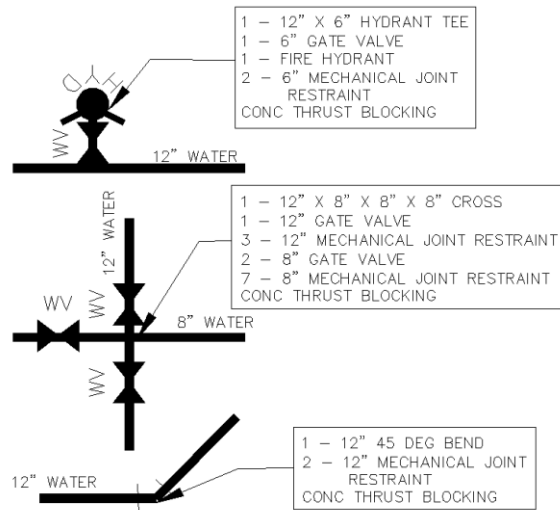 HYD
1 – 12" X 6" HYDRANT TEE
1 – 6" GATE VALVE
1 – FIRE HYDRANT
2 – 6" MECHANICAL JOINT
RESTRAINT
CONC THRUST BLOCKING
WV
12" WATER
12" WATER
1 – 12" X 8" X 8" X 8" CROSS
1 – 12" GATE VALVE
3 – 12" MECHANICAL JOINT RESTRAINT
2 – 8" GATE VALVE
7 – 8" MECHANICAL JOINT RESTRAINT
CONC THRUST BLOCKING
WV
WV
8" WATER
WV
12" WATER
1 – 12" 45 DEG BEND
2 – 12" MECHANICAL JOINT
RESTRAINT
CONC THRUST BLOCKING